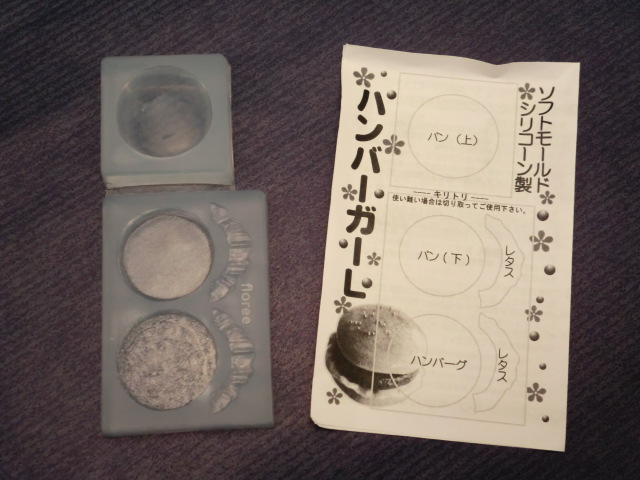 ソフトモールド
シリコーン製
ハンバーガーL
パン（上）
---- キリトリ ----
使い難い場合は切り取ってご使用下さい。
パン（下）
レタス
ハンバーグ
レタス
floree